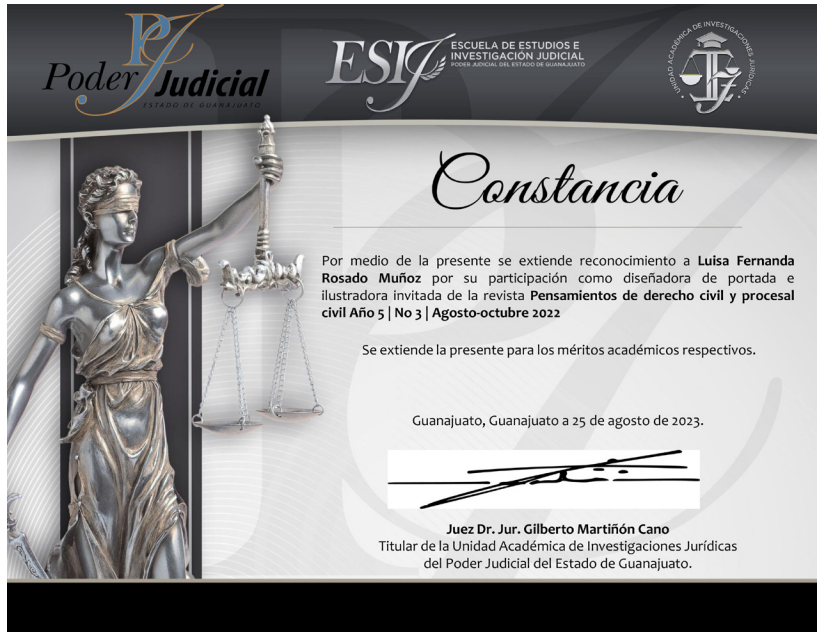 Poder Judicial
ESTADO DE GUANAJUATO
ESIJ
ESCUELA DE ESTUDIOS E
INVESTIGACIÓN JUDICIAL
PODER JUDICIAL DEL ESTADO DE GUANAJUATO
UNIDAD ACADÉMICA DE INVESTIGACIONES JURÍDICAS
Constancia
Por medio de la presente se extiende reconocimiento a Luisa Fernanda
Rosado Muñoz por su participación como diseñadora de portada e
ilustradora invitada de la revista Pensamientos de derecho civil y procesal
civil Año 5 | No 3 | Agosto-octubre 2022
Se extiende la presente para los méritos académicos respectivos.
Guanajuato, Guanajuato a 25 de agosto de 2023.
Juez Dr. Jur. Gilberto Martiñón Cano
Titular de la Unidad Académica de Investigaciones Jurídicas
del Poder Judicial del Estado de Guanajuato.